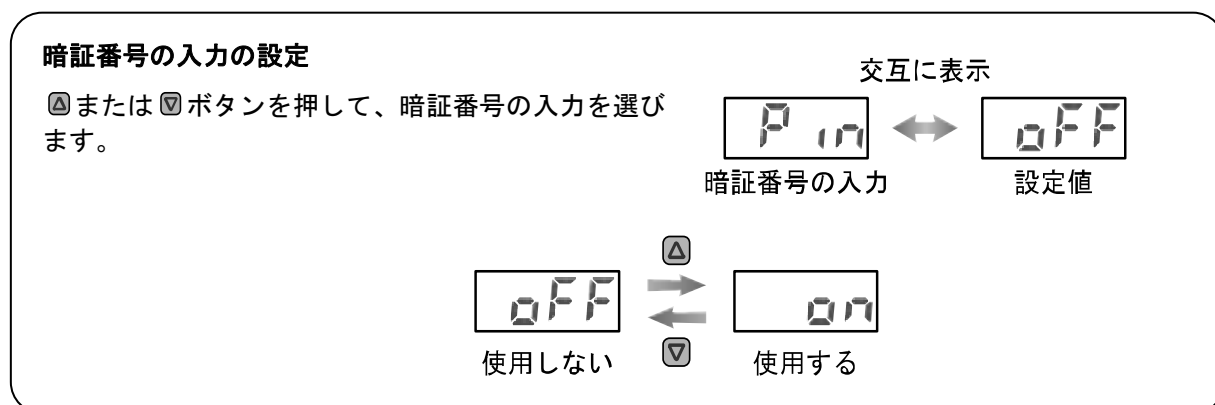 暗証番号の入力の設定
△または▽ボタンを押して、暗証番号の入力を選び
ます。
交互に表示
Pin
oFF
暗証番号の入力
設定値
△
oFF
on
▽
使用しない
使用する